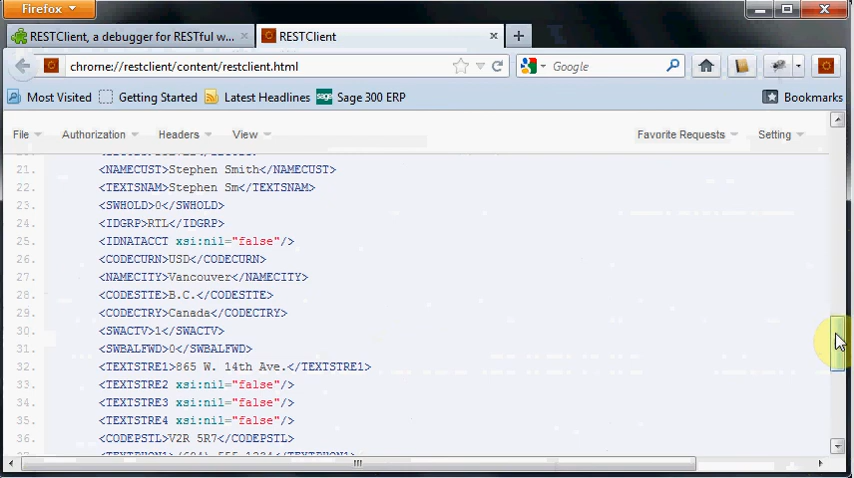 Firefox
RESTClient, a debugger for RESTful w...
RESTClient
chrome://restclient/content/restclient.html
Google
Most Visited
Getting Started
Latest Headlines
sage
Sage 300 ERP
Bookmarks
File
Authorization
Headers
View
Favorite Requests
Setting
21. <NAMECUST>Stephen Smith</NAMECUST>
22. <TEXTSNAM>Stephen Sm</TEXTSNAM>
23. <SWHOLD>0</SWHOLD>
24. <IDGRP>RTL</IDGRP>
25. <IDNATACCT xsi:nil="false"/>
26. <CODECURN>USD</CODECURN>
27. <NAMECITY>Vancouver</NAMECITY>
28. <CODESTTE>B.C.</CODESTTE>
29. <CODECTRY>Canada</CODECTRY>
30. <SWACTV>1</SWACTV>
31. <SWBALFWD>0</SWBALFWD>
32. <TEXTSTRE1>865 W. 14th Ave.</TEXTSTRE1>
33. <TEXTSTRE2 xsi:nil="false"/>
34. <TEXTSTRE3 xsi:nil="false"/>
35. <TEXTSTRE4 xsi:nil="false"/>
36. <CODEPSTL>V2R 5R7</CODEPSTL>